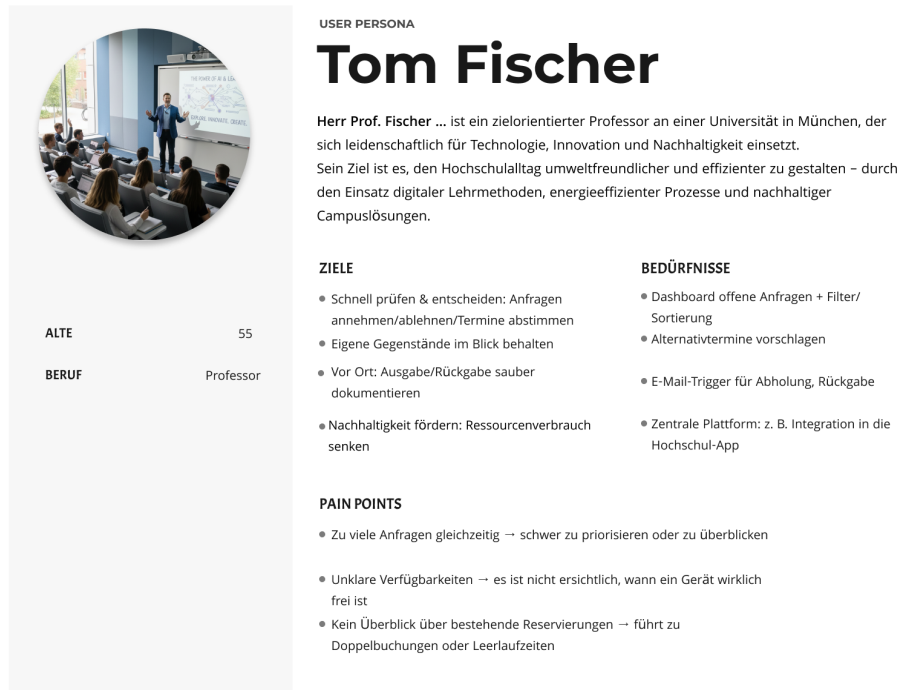 USER PERSONA
Tom Fischer
Herr Prof. Fischer ... ist ein zielorientierter Professor an einer Universität in München, der
sich leidenschaftlich für Technologie, Innovation und Nachhaltigkeit einsetzt.
Sein Ziel ist es, den Hochschulalltag umweltfreundlicher und effizienter zu gestalten – durch
den Einsatz digitaler Lehrmethoden, energieeffizienter Prozesse und nachhaltiger
Campuslösungen.
ALTE 55
BERUF Professor
ZIELE
Schnell prüfen & entscheiden: Anfragen
annehmen/ablehnen/Termine abstimmen
Eigene Gegenstände im Blick behalten
Vor Ort: Ausgabe/Rückgabe sauber
dokumentieren
Nachhaltigkeit fördern: Ressourcenverbrauch
senken
BEDÜRFNISSE
Dashboard offene Anfragen + Filter/
Sortierung
Alternativtermine vorschlagen
E-Mail-Trigger für Abholung, Rückgabe
Zentrale Plattform: z. B. Integration in die
Hochschul-App
PAIN POINTS
Zu viele Anfragen gleichzeitig → schwer zu priorisieren oder zu überblicken
Unklare Verfügbarkeiten → es ist nicht ersichtlich, wann ein Gerät wirklich
frei ist
Kein Überblick über bestehende Reservierungen → führt zu
Doppelbuchungen oder Leerlaufzeiten